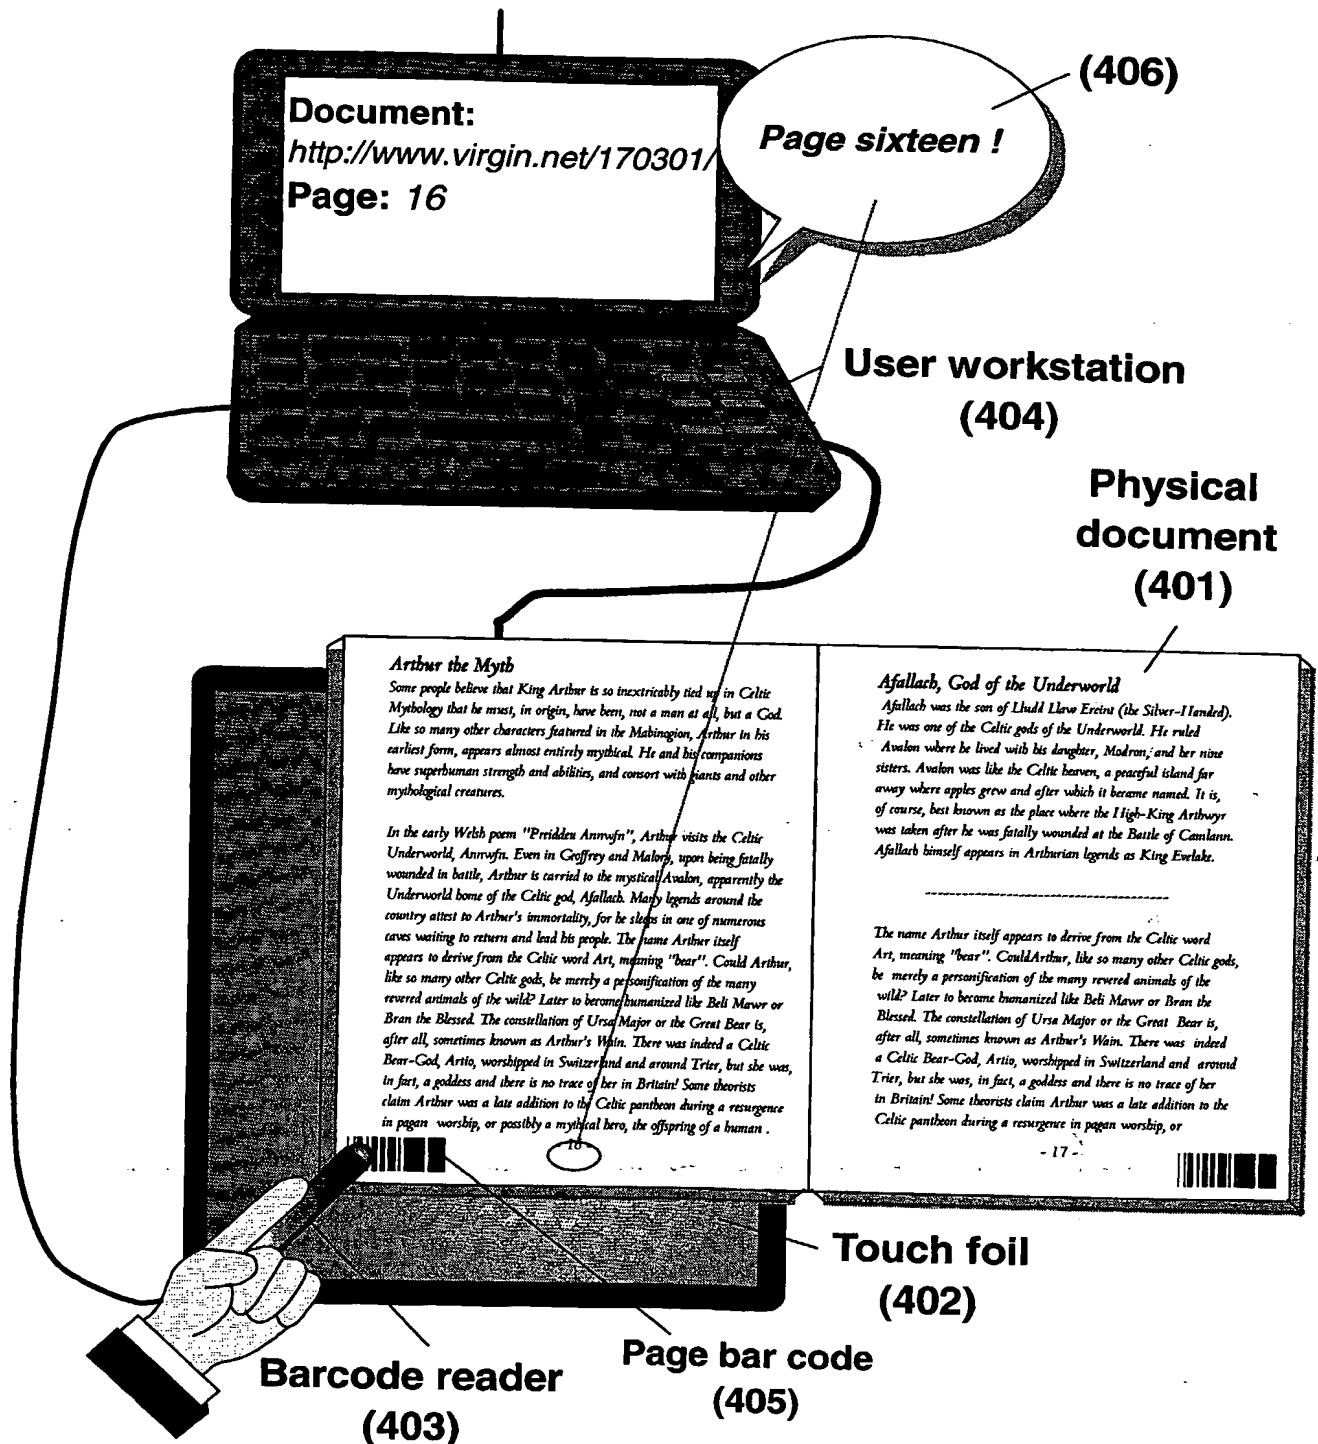 Document:
http://www.virgin.net/170301/
Page: 16
Page sixteen !
(406)
User workstation
(404)
Physical
document
(401)
Arthur the Myth
Some people believe that King Arthur is so inextricably tied up in Celtic
Mythology that he must, in origin, have been, not a man at all, but a God.
Like so many other characters featured in the Mabinogion, Arthur in his
earliest form, appears almost entirely mythical. He and his companions
have superhuman strength and abilities, and consort with giants and other
mythological creatures.
In the early Welsh poem "Preiddeu Annwfn", Arthur visits the Celtic
Underworld, Annwfn. Even in Geoffrey and Malory, upon being fatally
wounded in battle, Arthur is carried to the mystical Avalon, apparently the
Underworld home of the Celtic god, Afallach. Many legends around the
country attest to Arthur's immortality, for he sleeps in one of numerous
caves waiting to return and lead his people. The name Arthur itself
appears to derive from the Celtic word Art, meaning "bear". Could Arthur,
like so many other Celtic gods, be merely a personification of the many
revered animals of the wild? Later to become humanized like Beli Mawr or
Bran the Blessed. The constellation of Ursa Major or the Great Bear is,
after all, sometimes known as Arthur's Wain. There was indeed a Celtic
Bear-God, Artio, worshipped in Switzerland and around Trier, but she was,
in fact, a goddess and there is no trace of her in Britain! Some theorists
claim Arthur was a late addition to the Celtic pantheon during a resurgence
in pagan worship, or possibly a mythical hero, the offspring of a human .
- 16 -
Afallach, God of the Underworld
Afallach was the son of Lludd Llaw Ereint (the Silver-Handed).
He was one of the Celtic gods of the Underworld. He ruled
Avalon where he lived with his daughter, Modron, and her nine
sisters. Avalon was like the Celtic heaven, a peaceful island far
away where apples grew and after which it became named. It is,
of course, best known as the place where the High-King Arthwyr
was taken after he was fatally wounded at the Battle of Camlann.
Afallach himself appears in Arthurian legends as King Evelake.
The name Arthur itself appears to derive from the Celtic word
Art, meaning "bear". CouldArthur, like so many other Celtic gods,
be merely a personification of the many revered animals of the
wild? Later to become humanized like Beli Mawr or Bran the
Blessed. The constellation of Ursa Major or the Great Bear is,
after all, sometimes known as Arthur's Wain. There was indeed
a Celtic Bear-God, Artio, worshipped in Switzerland and around
Trier, but she was, in fact, a goddess and there is no trace of her
in Britain! Some theorists claim Arthur was a late addition to the
Celtic pantheon during a resurgence in pagan worship, or
- 17 -
Touch foil
(402)
Page bar code
(405)
Barcode reader
(403)